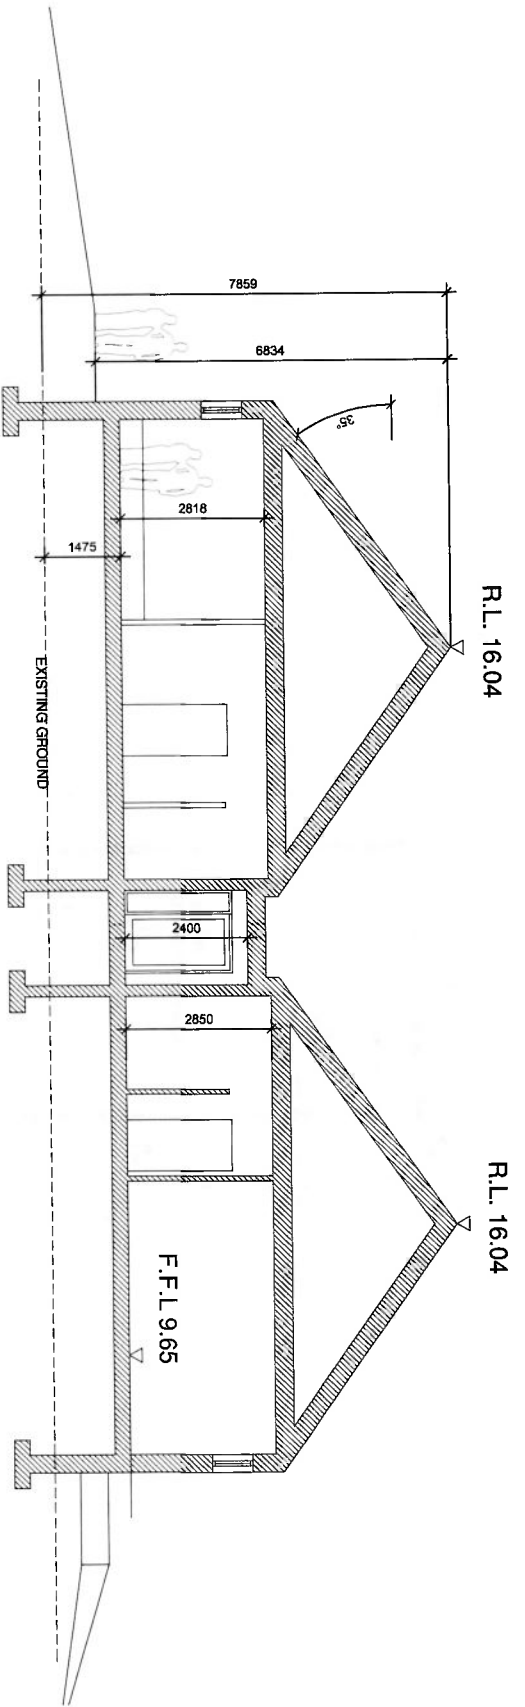 7859
6834
35°
2818
1475
R.L. 16.04
EXISTING GROUND
2400
2850
R.L. 16.04
F.F.L 9.65